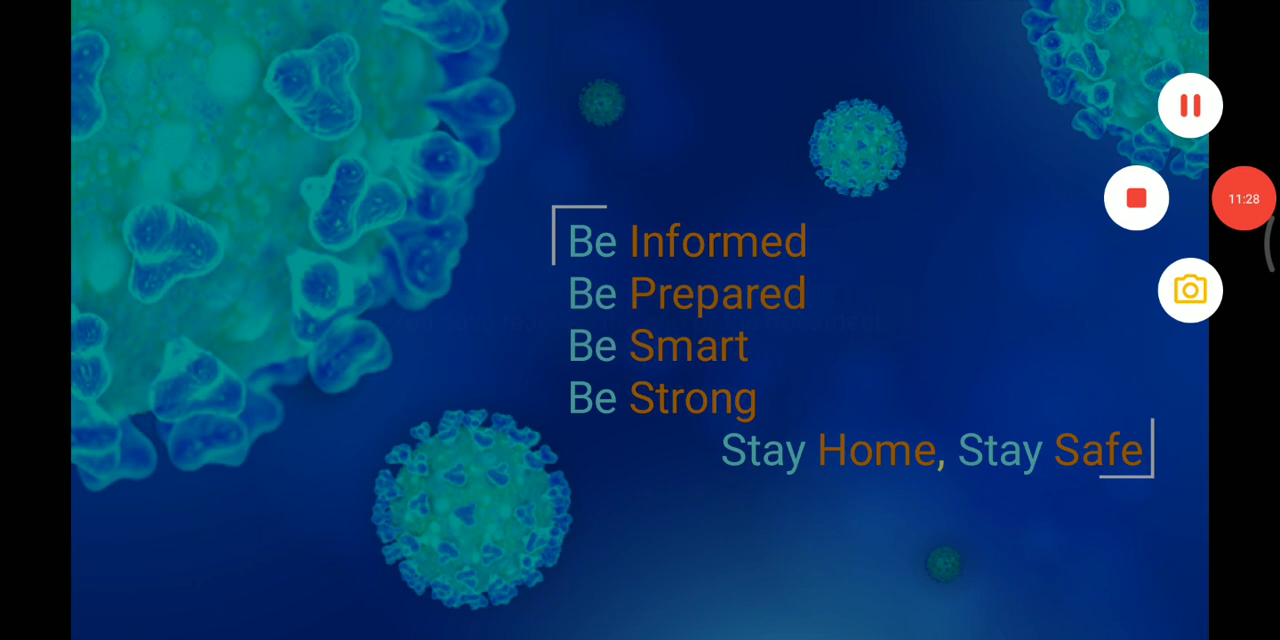 Be Informed
Be Prepared
Be Smart
Be Strong
Stay Home, Stay Safe
11:28